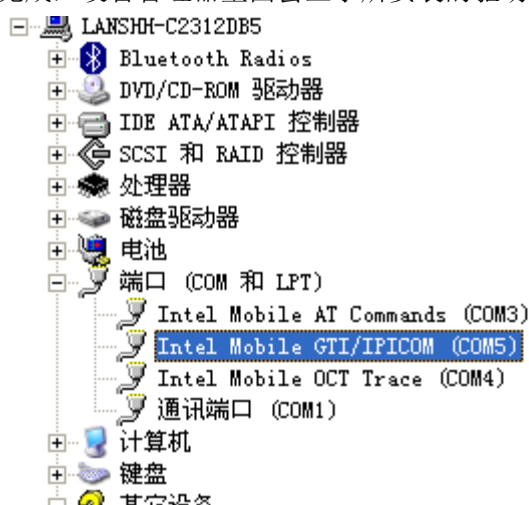 LANSHH-C2312DB5
Bluetooth Radios
DVD/CD-ROM 驱动器
IDE ATA/ATAPI 控制器
SCSI 和 RAID 控制器
处理器
磁盘驱动器
电池
端口 (COM 和 LPT)
Intel Mobile AT Commands (COM3)
Intel Mobile GTI/IPICOM (COM5)
Intel Mobile OCT Trace (COM4)
通讯端口 (COM1)
计算机
键盘